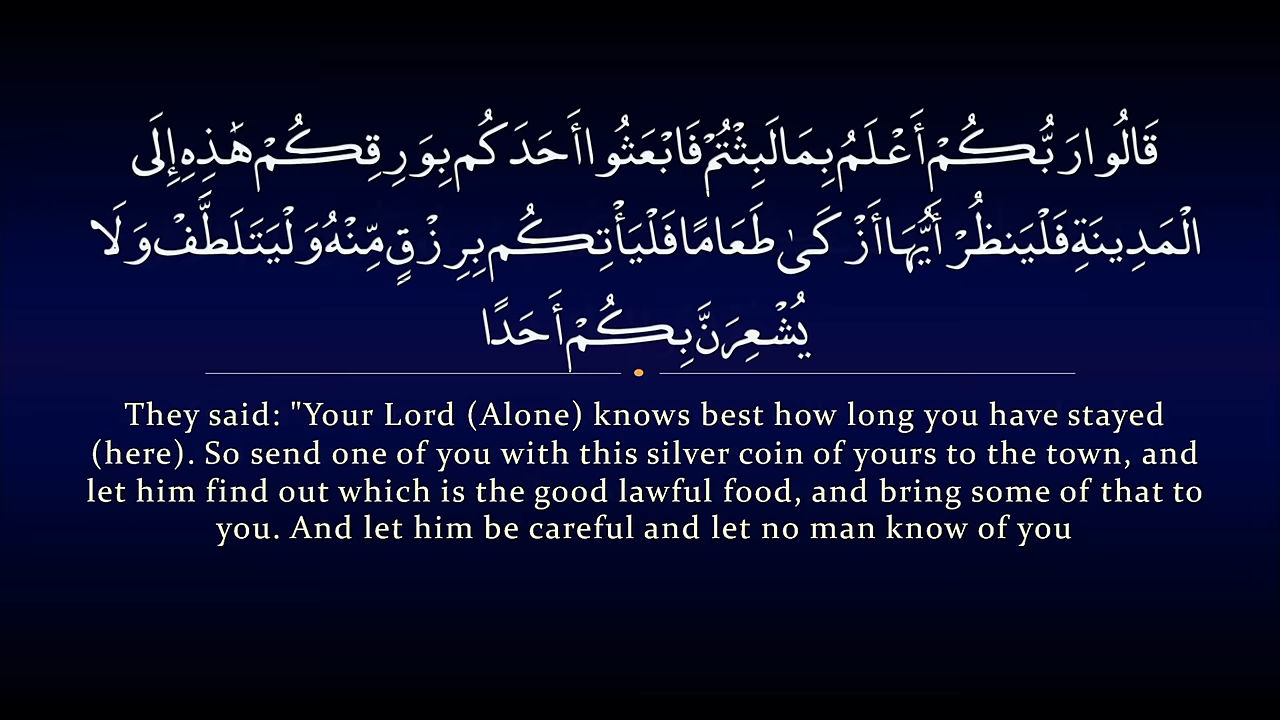 قَالُوا رَبُّكُمْ أَعْلَمُ بِمَا لَبِثْتُمْ فَابْعَثُوا أَحَدَكُم بِوَرِقِكُمْ هَٰذِهِ إِلَى
الْمَدِينَةِ فَلْيَنظُرْ أَيُّهَا أَزْكَىٰ طَعَامًا فَلْيَأْتِكُم بِرِزْقٍ مِّنْهُ وَلْيَتَلَطَّفْ وَلَا
يُشْعِرَنَّ بِكُمْ أَحَدًا
They said: "Your Lord (Alone) knows best how long you have stayed
(here). So send one of you with this silver coin of yours to the town, and
let him find out which is the good lawful food, and bring some of that to
you. And let him be careful and let no man know of you